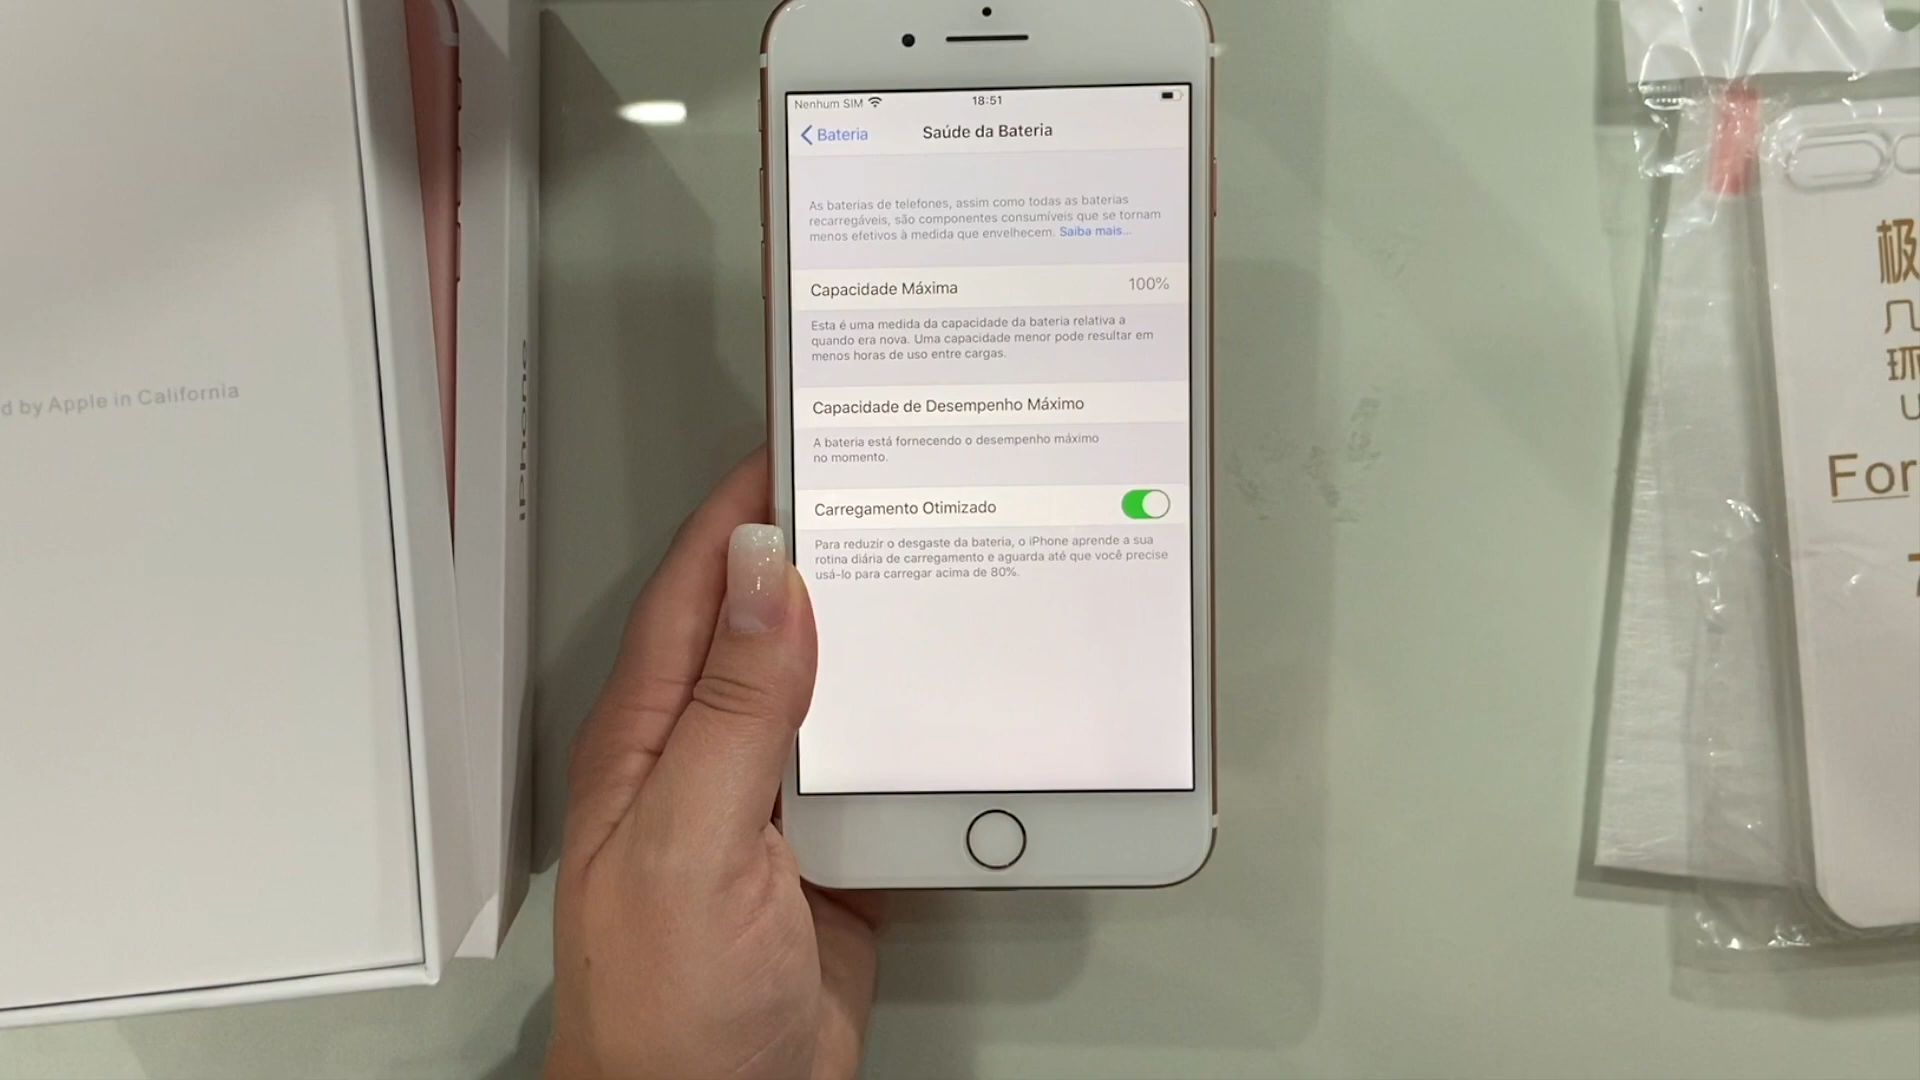 d by Apple in California
iPhone
Nenhum SIM
18:51
Bateria
Saúde da Bateria
As baterias de telefones, assim como todas as baterias
recarregáveis, são componentes consumíveis que se tornam
menos efetivos à medida que envelhecem. Saiba mais...
Capacidade Máxima 100%
Esta é uma medida da capacidade da bateria relativa a
quando era nova. Uma capacidade menor pode resultar em
menos horas de uso entre cargas.
Capacidade de Desempenho Máximo
A bateria está fornecendo o desempenho máximo
no momento.
Carregamento Otimizado
Para reduzir o desgaste da bateria, o iPhone aprende a sua
rotina diária de carregamento e aguarda até que você precise
usá-lo para carregar acima de 80%.
极
几
环
U
For